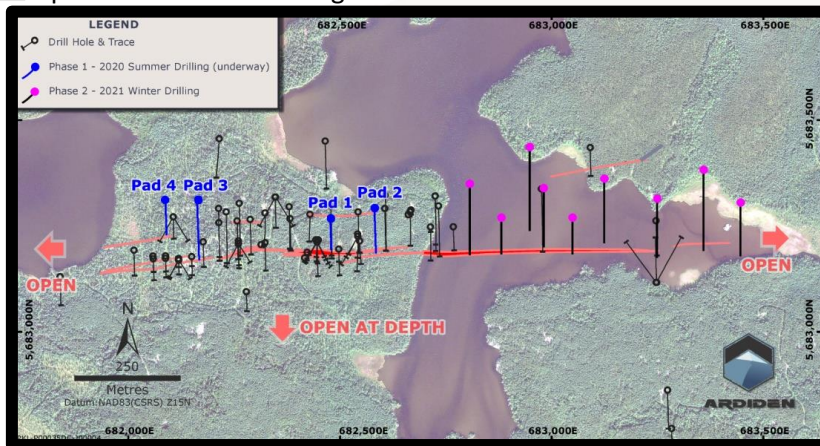 LEGEND
Drill Hole & Trace
Phase 1 - 2020 Summer Drilling (underway)
Phase 2 - 2021 Winter Drilling
682,500E
683,000E
683,500E
5,683,500N
5,683,500N
Pad 4
Pad 3
Pad 1
Pad 2
OPEN
OPEN
OPEN AT DEPTH
5,683,000N
5,683,000N
N
250
Metres
Datum:NAD83(CSRS) Z15N
ARDIDEN
682,000E
682,500E
683,000E
683,500E